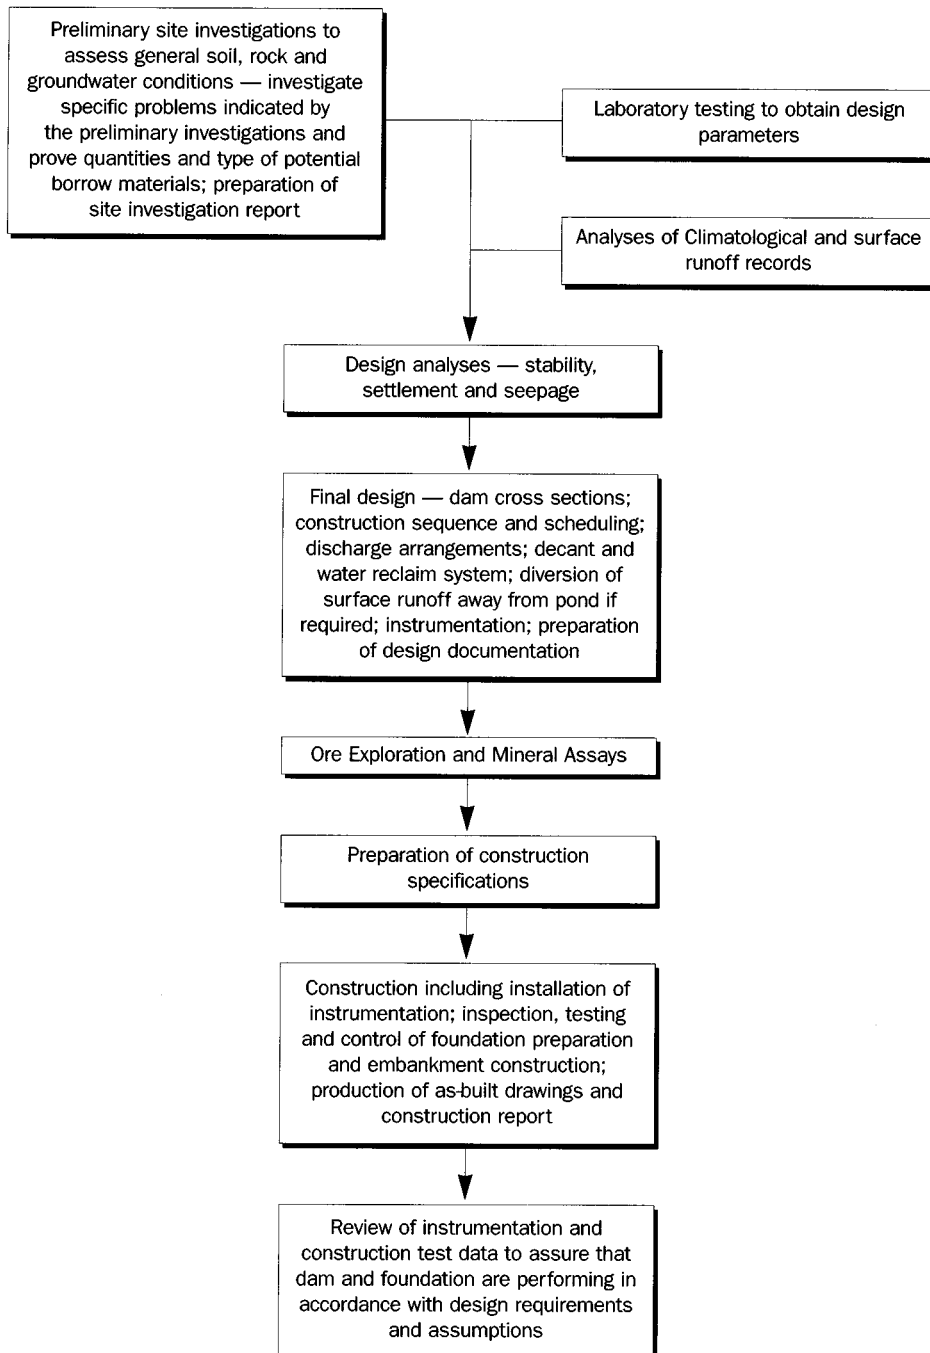 Preliminary site investigations to
assess general soil, rock and
groundwater conditions — investigate
specific problems indicated by
the preliminary investigations and
prove quantities and type of potential
borrow materials; preparation of
site investigation report
Laboratory testing to obtain design
parameters
Analyses of Climatological and surface
runoff records
Design analyses — stability,
settlement and seepage
Final design — dam cross sections;
construction sequence and scheduling;
discharge arrangements; decant and
water reclaim system; diversion of
surface runoff away from pond if
required; instrumentation; preparation
of design documentation
Ore Exploration and Mineral Assays
Preparation of construction
specifications
Construction including installation of
instrumentation; inspection, testing
and control of foundation preparation
and embankment construction;
production of as-built drawings and
construction report
Review of instrumentation and
construction test data to assure that
dam and foundation are performing in
accordance with design requirements
and assumptions